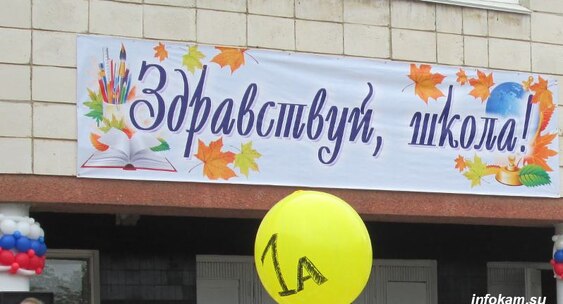 Здравствуй, школа!
1А
infokam.su